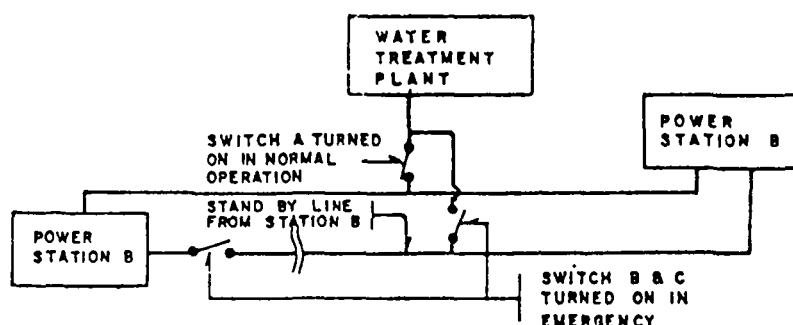 WATER
TREATMENT
PLANT
POWER
STATION B
SWITCH A TURNED
ON IN NORMAL
OPERATION
STAND BY LINE
FROM STATION B
POWER
STATION B
SWITCH B & C
TURNED ON IN
EMERGENCY